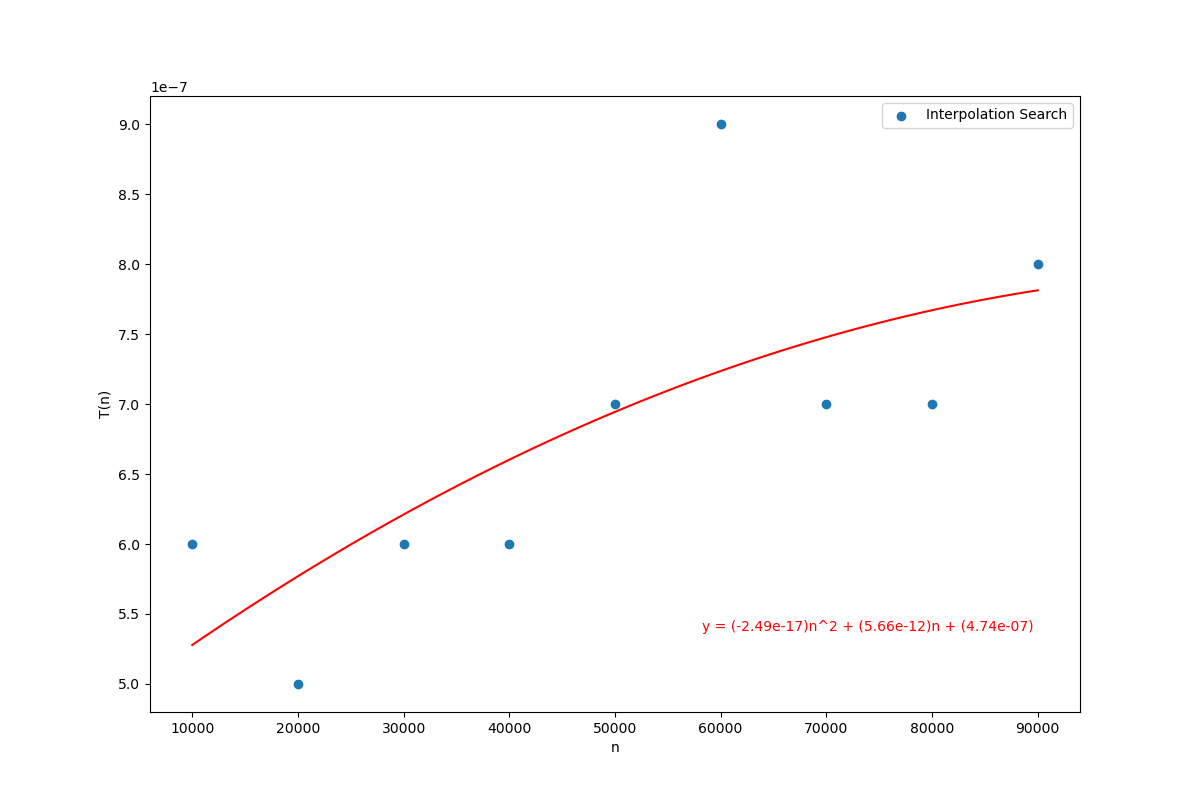 1e−7
Interpolation Search
9.0
8.5
8.0
7.5
7.0
6.5
6.0
5.5
5.0
T(n)
y = (-2.49e-17)n^2 + (5.66e-12)n + (4.74e-07)
10000 20000 30000 40000 50000 60000 70000 80000 90000
n